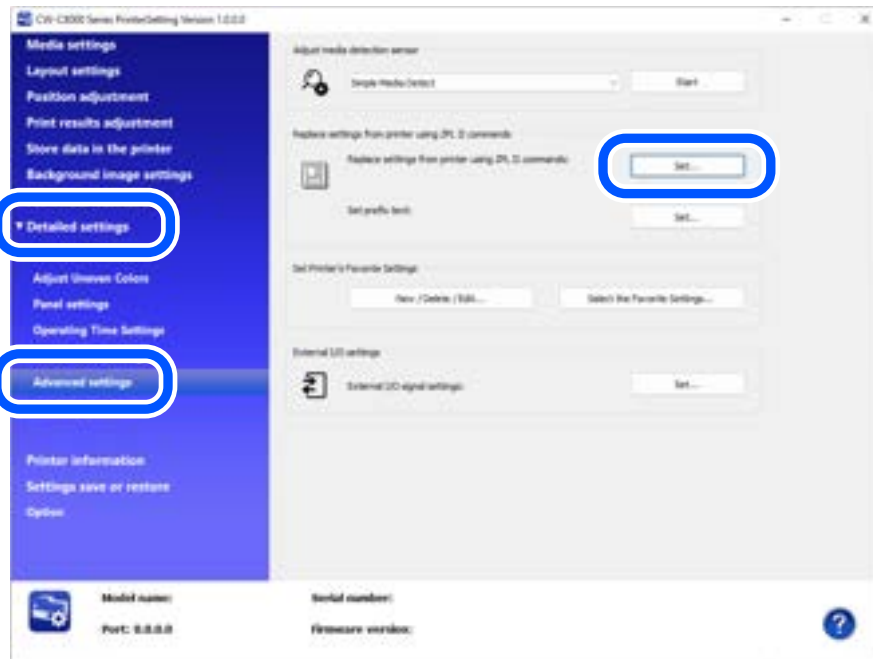 CW-C8000 Series PrinterSetting Version 1.0.0.0
Media settings
Layout settings
Position adjustment
Print results adjustment
Store data in the printer
Background image settings
▼ Detailed settings
Adjust Uneven Colors
Panel settings
Operating Time Settings
Advanced settings
Printer information
Settings save or restore
Option
Adjust media detection sensor
Simple Media Detect
Start
Replace settings from printer using ZPL II commands
Replace settings from printer using ZPL II commands:
Set...
Set prefix text:
Set...
Set Printer's Favorite Settings
New / Delete / Edit...
Select the Favorite Settings...
External I/O settings
External I/O signal settings:
Set...
Model name:
Serial number:
Port: 0.0.0.0
Firmware version:
?